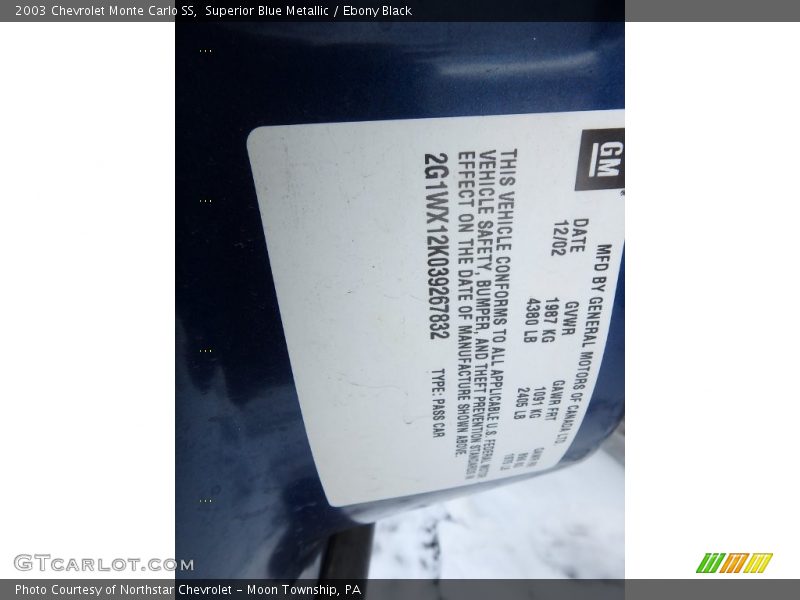 2003 Chevrolet Monte Carlo SS, Superior Blue Metallic / Ebony Black
GM
MFD BY GENERAL MOTORS OF CANADA LTD
DATE GVWR GAWR FRT
12/02 1987 KG 1091 KG
4380 LB 2405 LB
THIS VEHICLE CONFORMS TO ALL APPLICABLE U.S. FEDERAL MOTOR
VEHICLE SAFETY, BUMPER, AND THEFT PREVENTION STANDARDS IN
EFFECT ON THE DATE OF MANUFACTURE SHOWN ABOVE.
2G1WX12K039267832 TYPE: PASS CAR
GTcarlot.com
Photo Courtesy of Northstar Chevrolet - Moon Township, PA